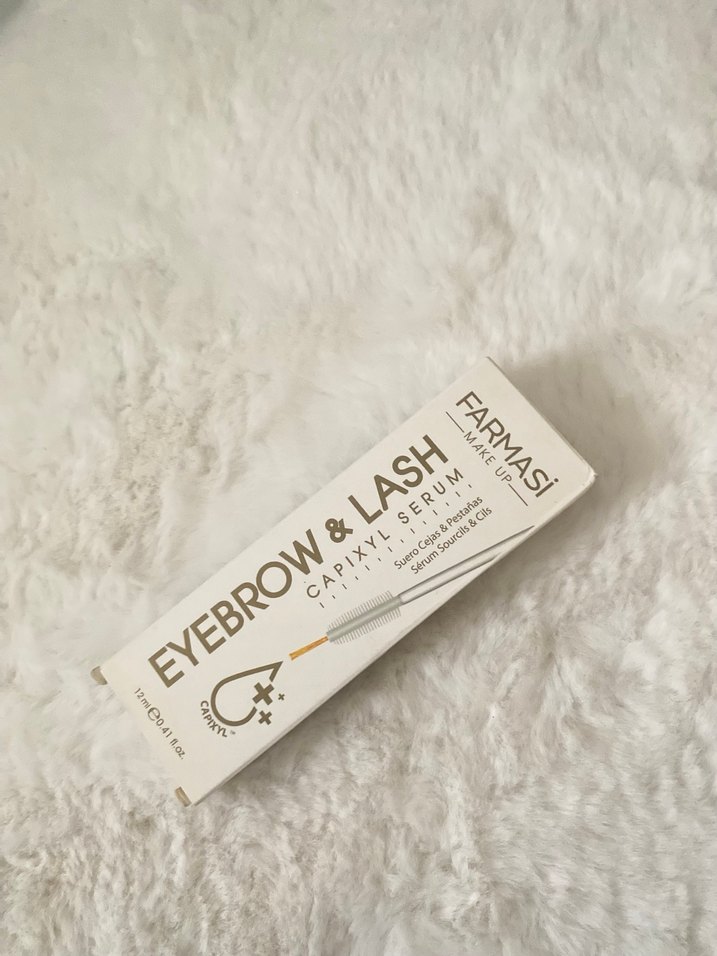 FARMASi
MAKE UP
EYEBROW & LASH
CAPIXYL SERUM
Suero Cejas & Pestañas
Sérum Sourcils & Cils
CAPIXYL™
12 ml ℮ 0.41 fl.oz.